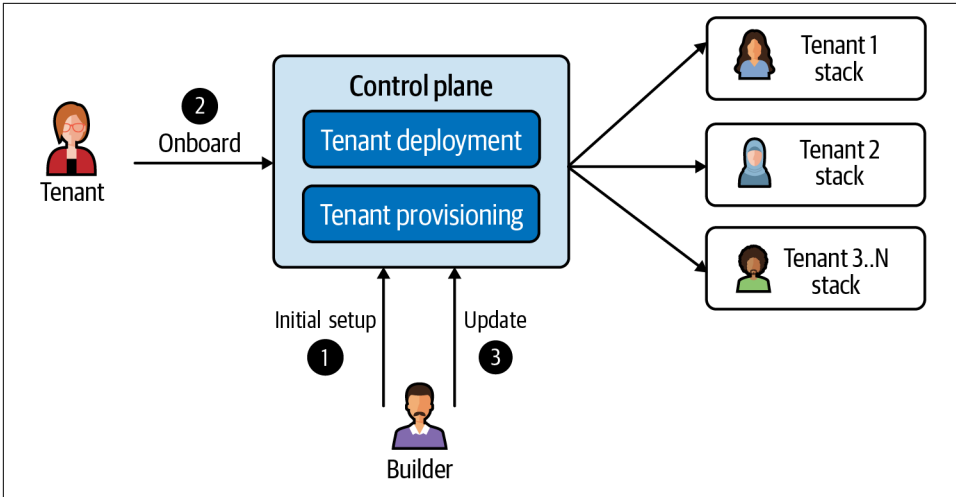 Control plane
Tenant deployment
Tenant provisioning
2
Onboard
Tenant
Tenant 1
stack
Tenant 2
stack
Tenant 3..N
stack
Initial setup
1
Update
3
Builder